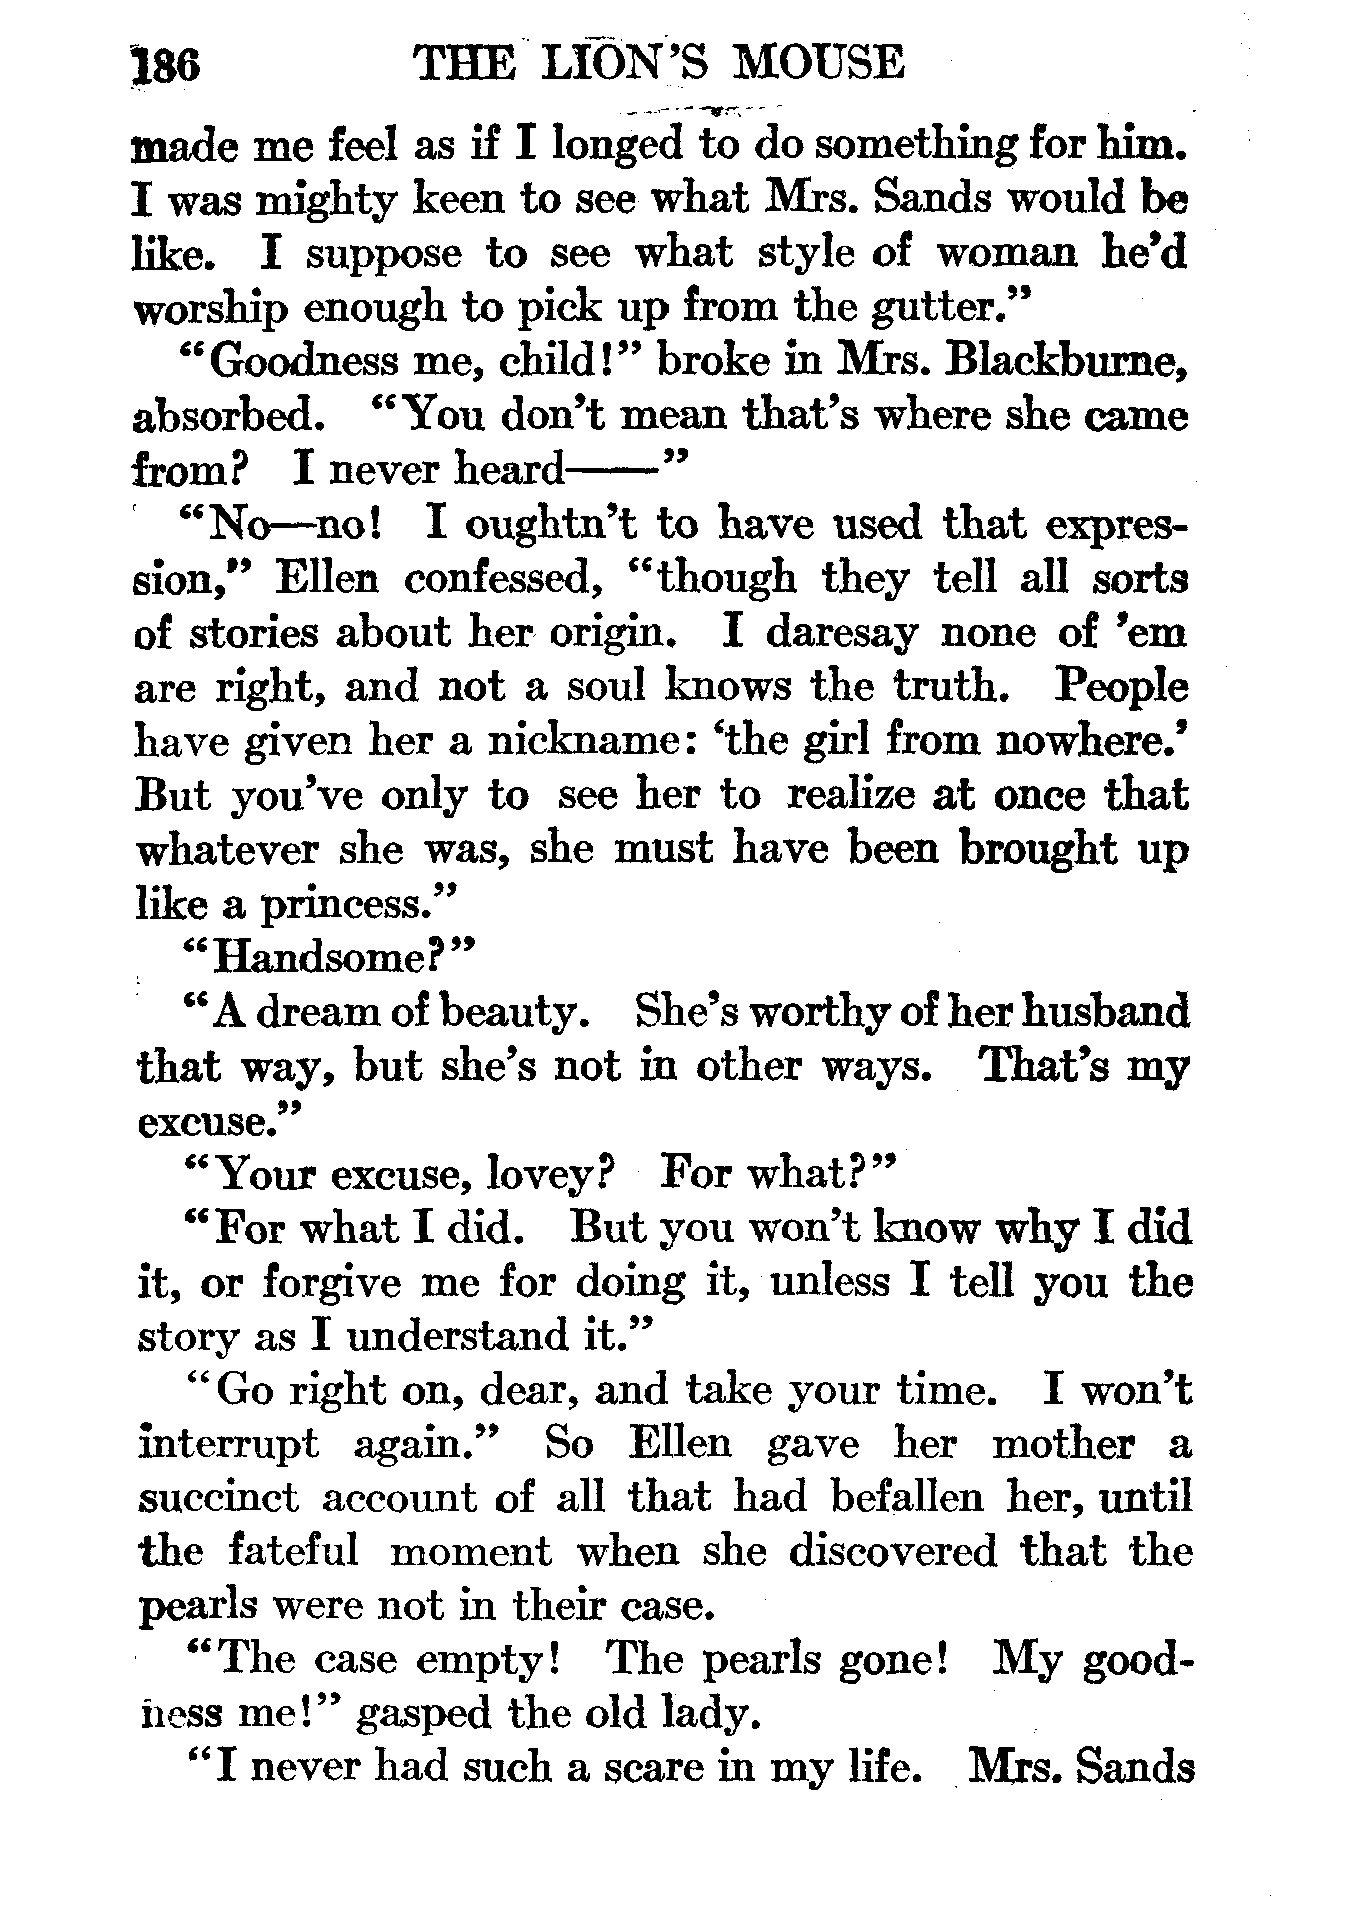 186 THE LION'S MOUSE
made me feel as if I longed to do something for him.
I was mighty keen to see what Mrs. Sands would be
like. I suppose to see what style of woman he'd
worship enough to pick up from the gutter."
"Goodness me, child!" broke in Mrs. Blackburne,
absorbed. "You don't mean that's where she came
from? I never heard——"
"No—no! I oughtn't to have used that expres-
sion," Ellen confessed, "though they tell all sorts
of stories about her origin. I daresay none of 'em
are right, and not a soul knows the truth. People
have given her a nickname: 'the girl from nowhere.'
But you've only to see her to realize at once that
whatever she was, she must have been brought up
like a princess."
"Handsome?"
"A dream of beauty. She's worthy of her husband
that way, but she's not in other ways. That's my
excuse."
"Your excuse, lovey? For what?"
"For what I did. But you won't know why I did
it, or forgive me for doing it, unless I tell you the
story as I understand it."
"Go right on, dear, and take your time. I won't
interrupt again." So Ellen gave her mother a
succinct account of all that had befallen her, until
the fateful moment when she discovered that the
pearls were not in their case.
"The case empty! The pearls gone! My good-
ness me!" gasped the old lady.
"I never had such a scare in my life. Mrs. Sands